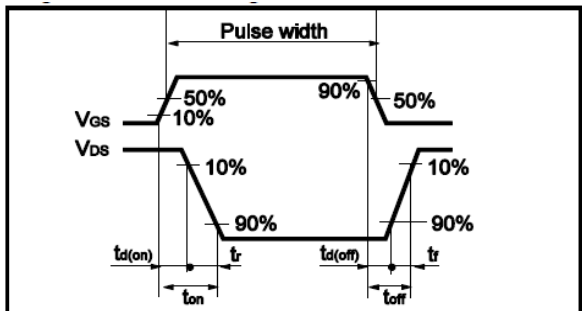 Pulse width
90%
50%
50%
10%
VGS
VDS
10%
10%
90%
90%
td(on)
tr
td(off)
tf
ton
toff